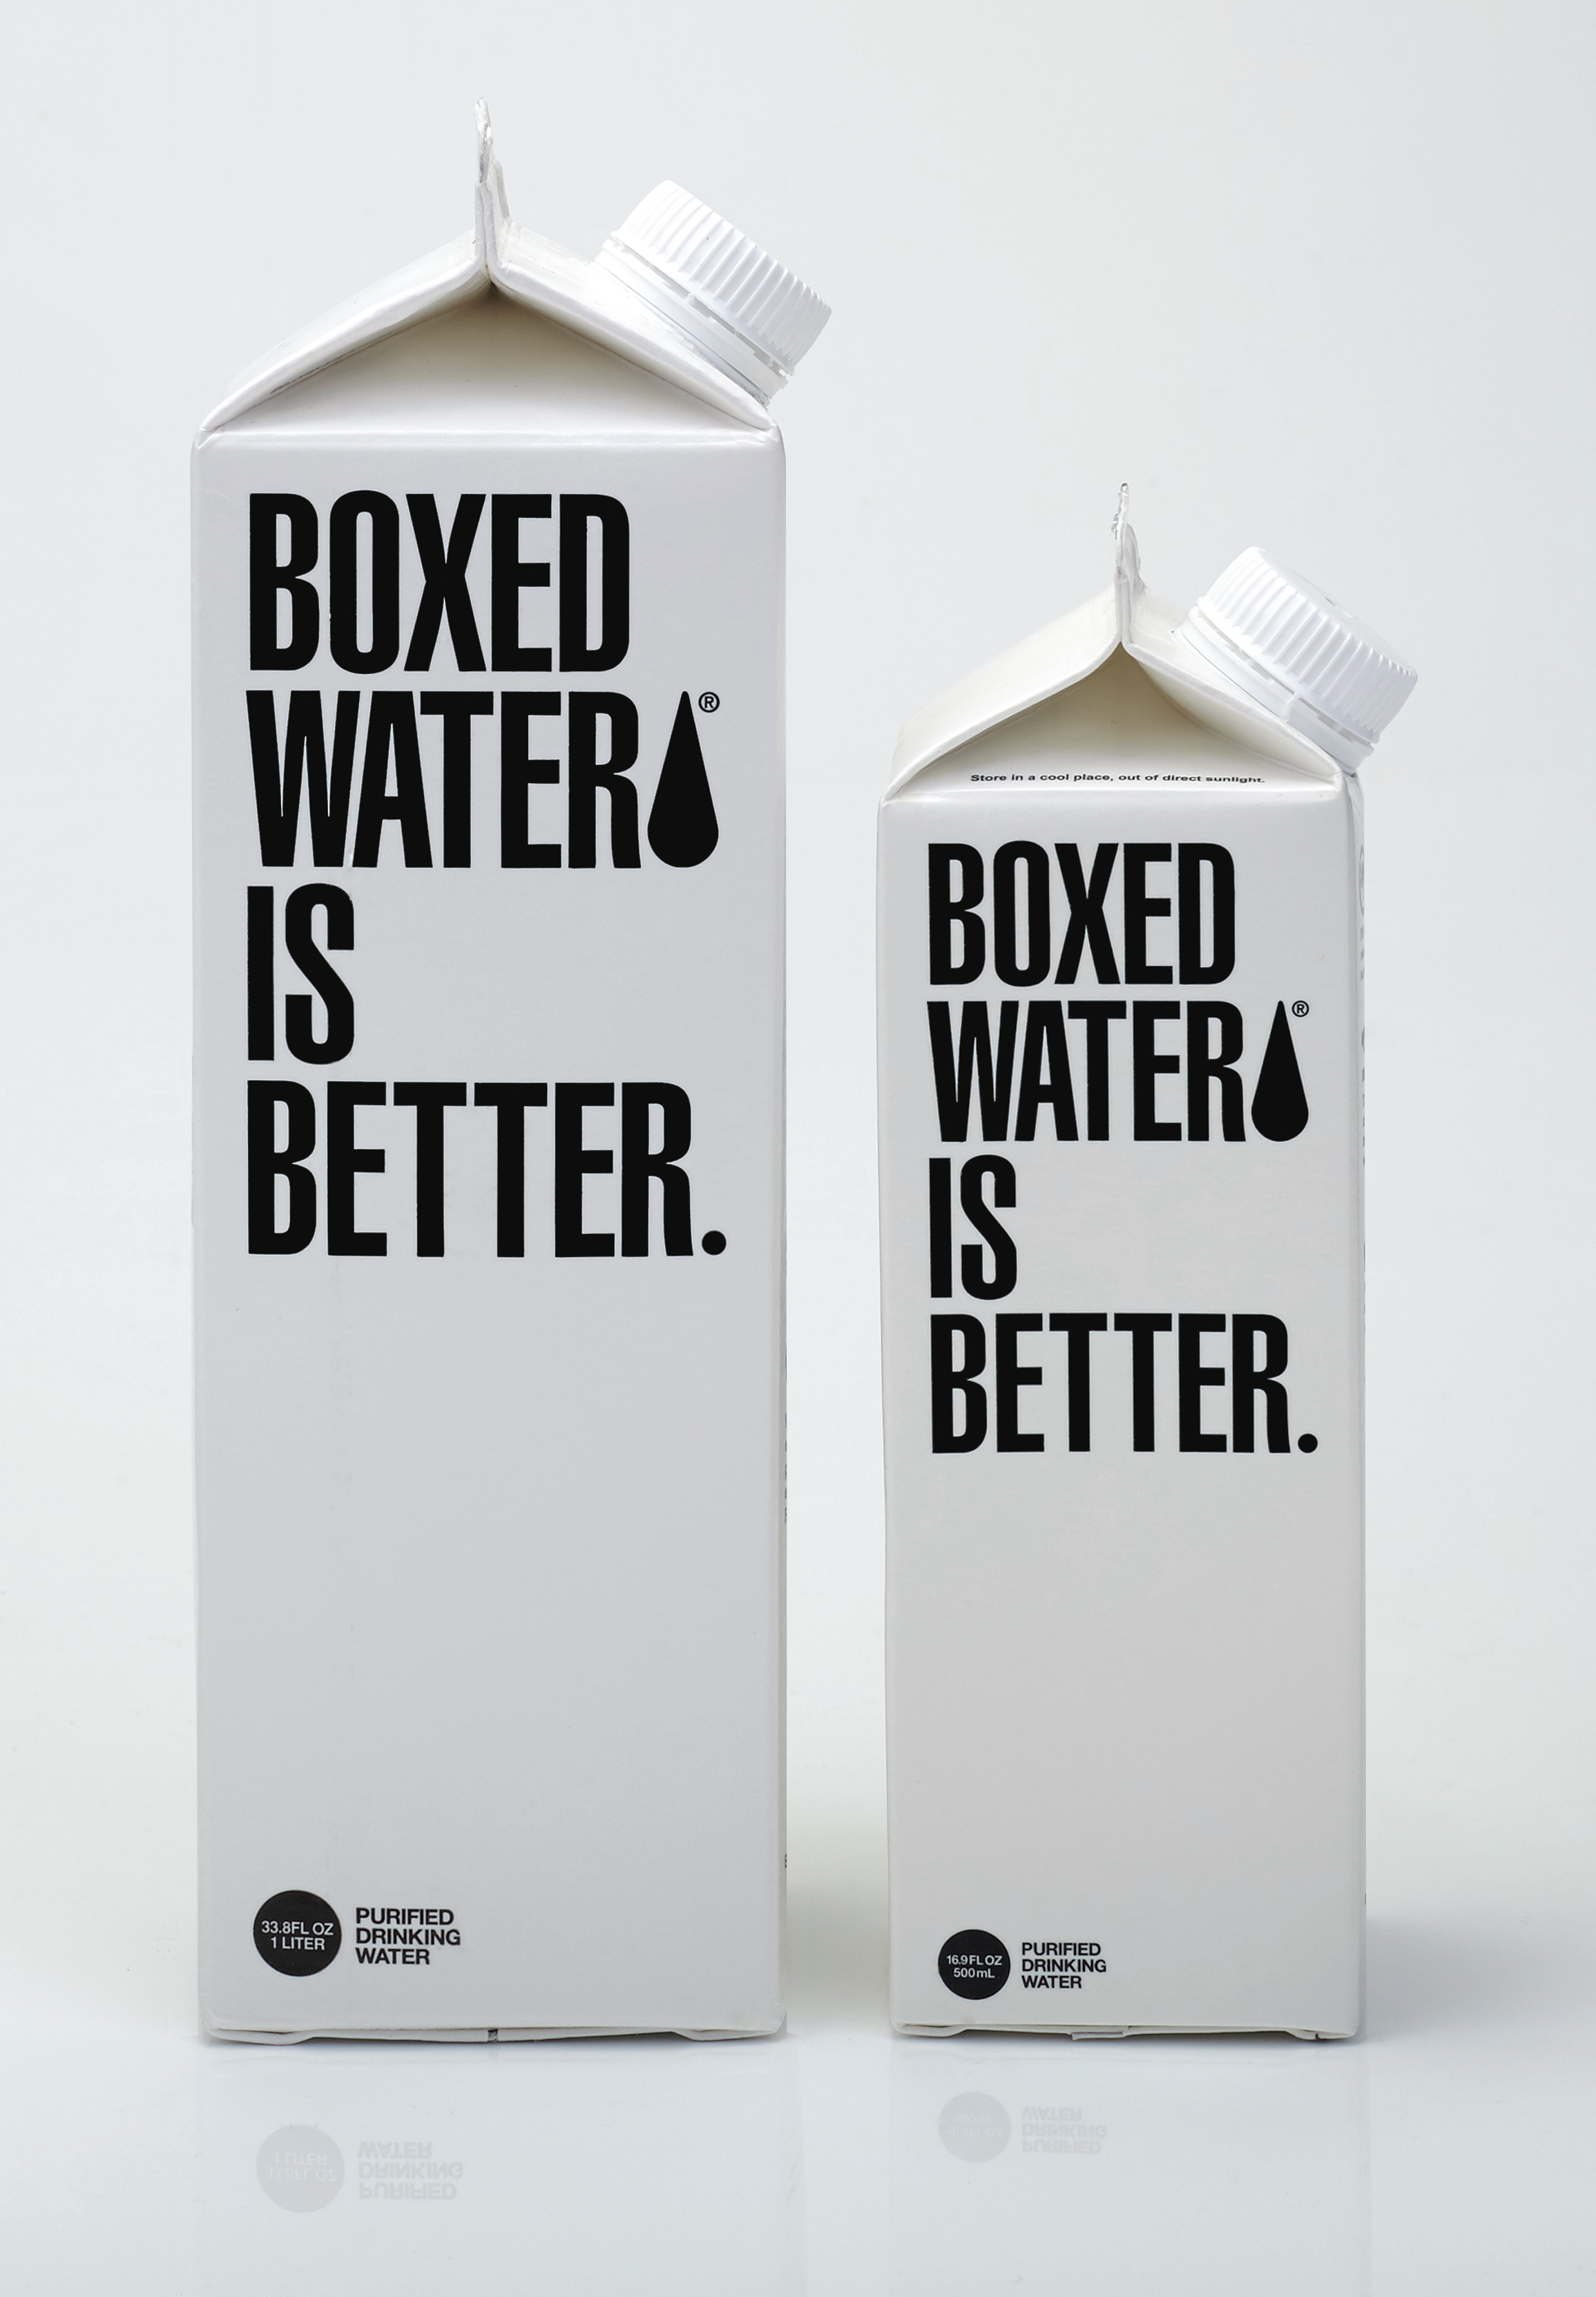 BOXED
WATER®
IS
BETTER.
33.8FL OZ
1 LITER
PURIFIED
DRINKING
WATER
Store in a cool place, out of direct sunlight.
BOXED
WATER®
IS
BETTER.
16.9FL OZ
500mL
PURIFIED
DRINKING
WATER